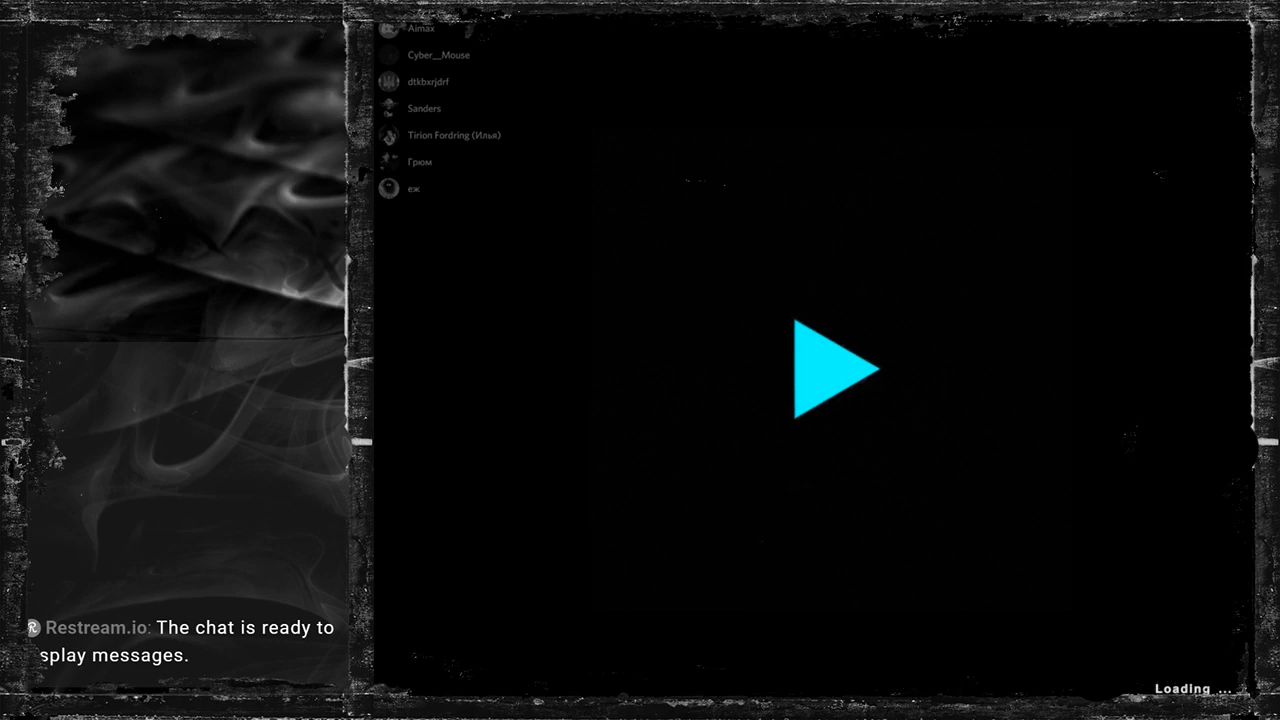 Aimax
Cyber__Mouse
dtkbxrjdrf
Sanders
Tirion Fordring (Илья)
Грюм
еж
Restream.io: The chat is ready to
splay messages.
Loading ...